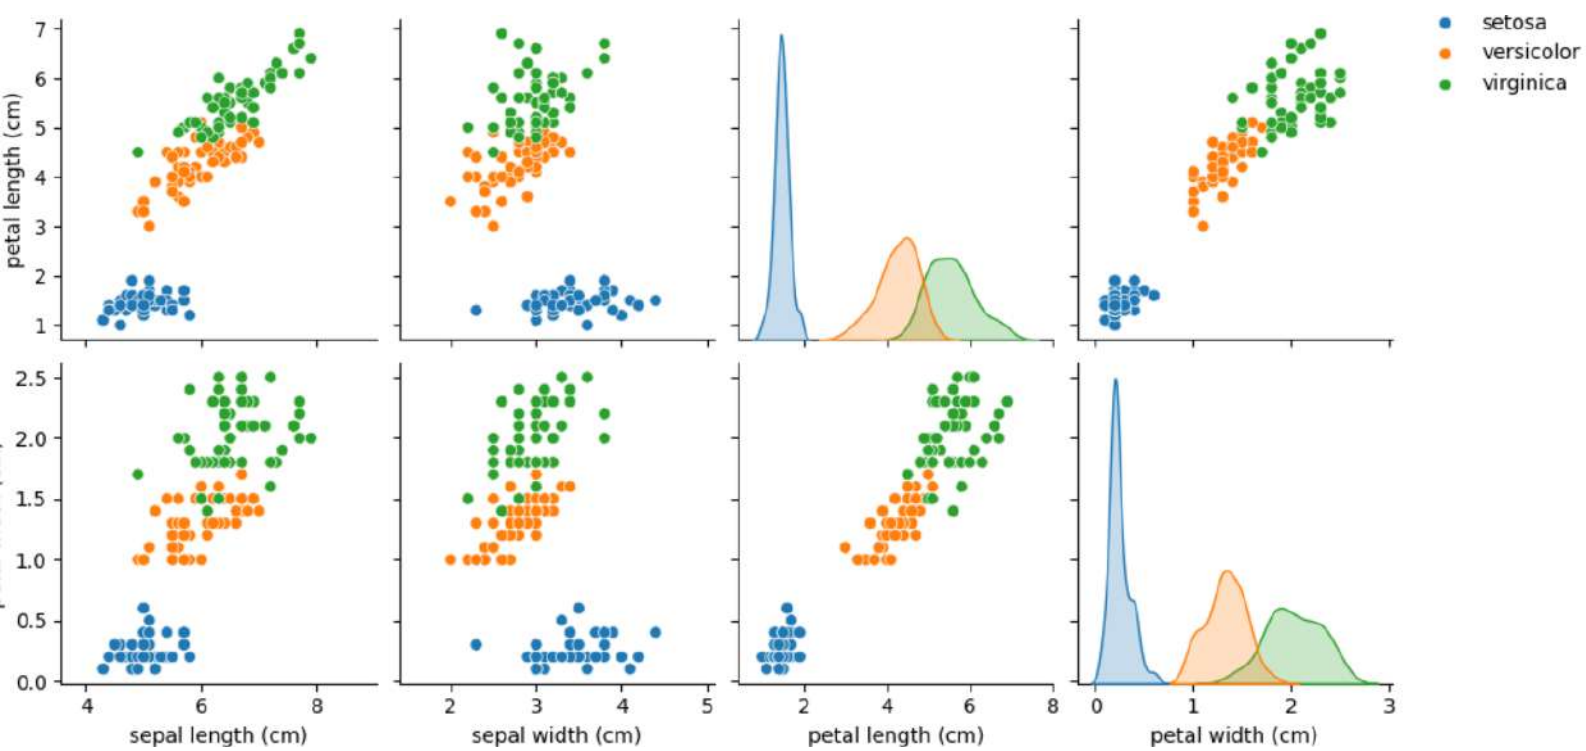 setosa
versicolor
virginica
petal length (cm)
7
6
5
4
3
2
1
2.5
2.0
1.5
1.0
0.5
0.0
4 6 8
2 3 4 5
2 4 6 8
0 1 2 3
sepal length (cm)
sepal width (cm)
petal length (cm)
petal width (cm)